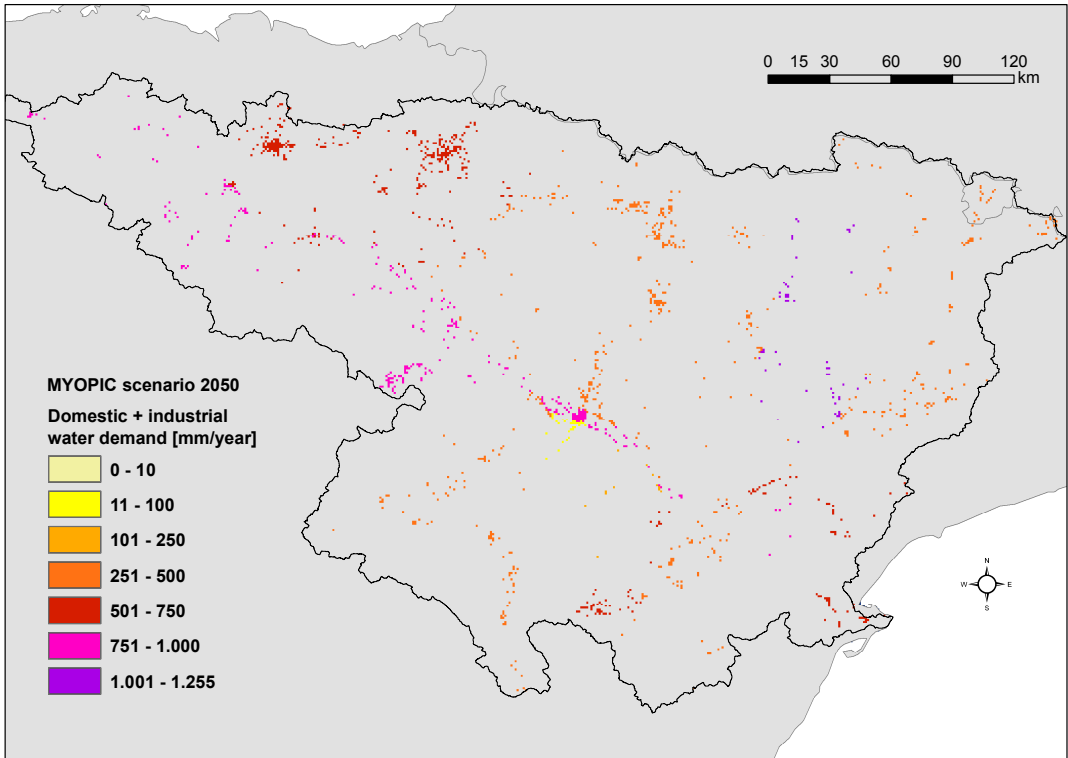 0 15 30 60 90 120
km
MYOPIC scenario 2050
Domestic + industrial
water demand [mm/year]
0 - 10
11 - 100
101 - 250
251 - 500
501 - 750
751 - 1.000
1.001 - 1.255
N
W E
S